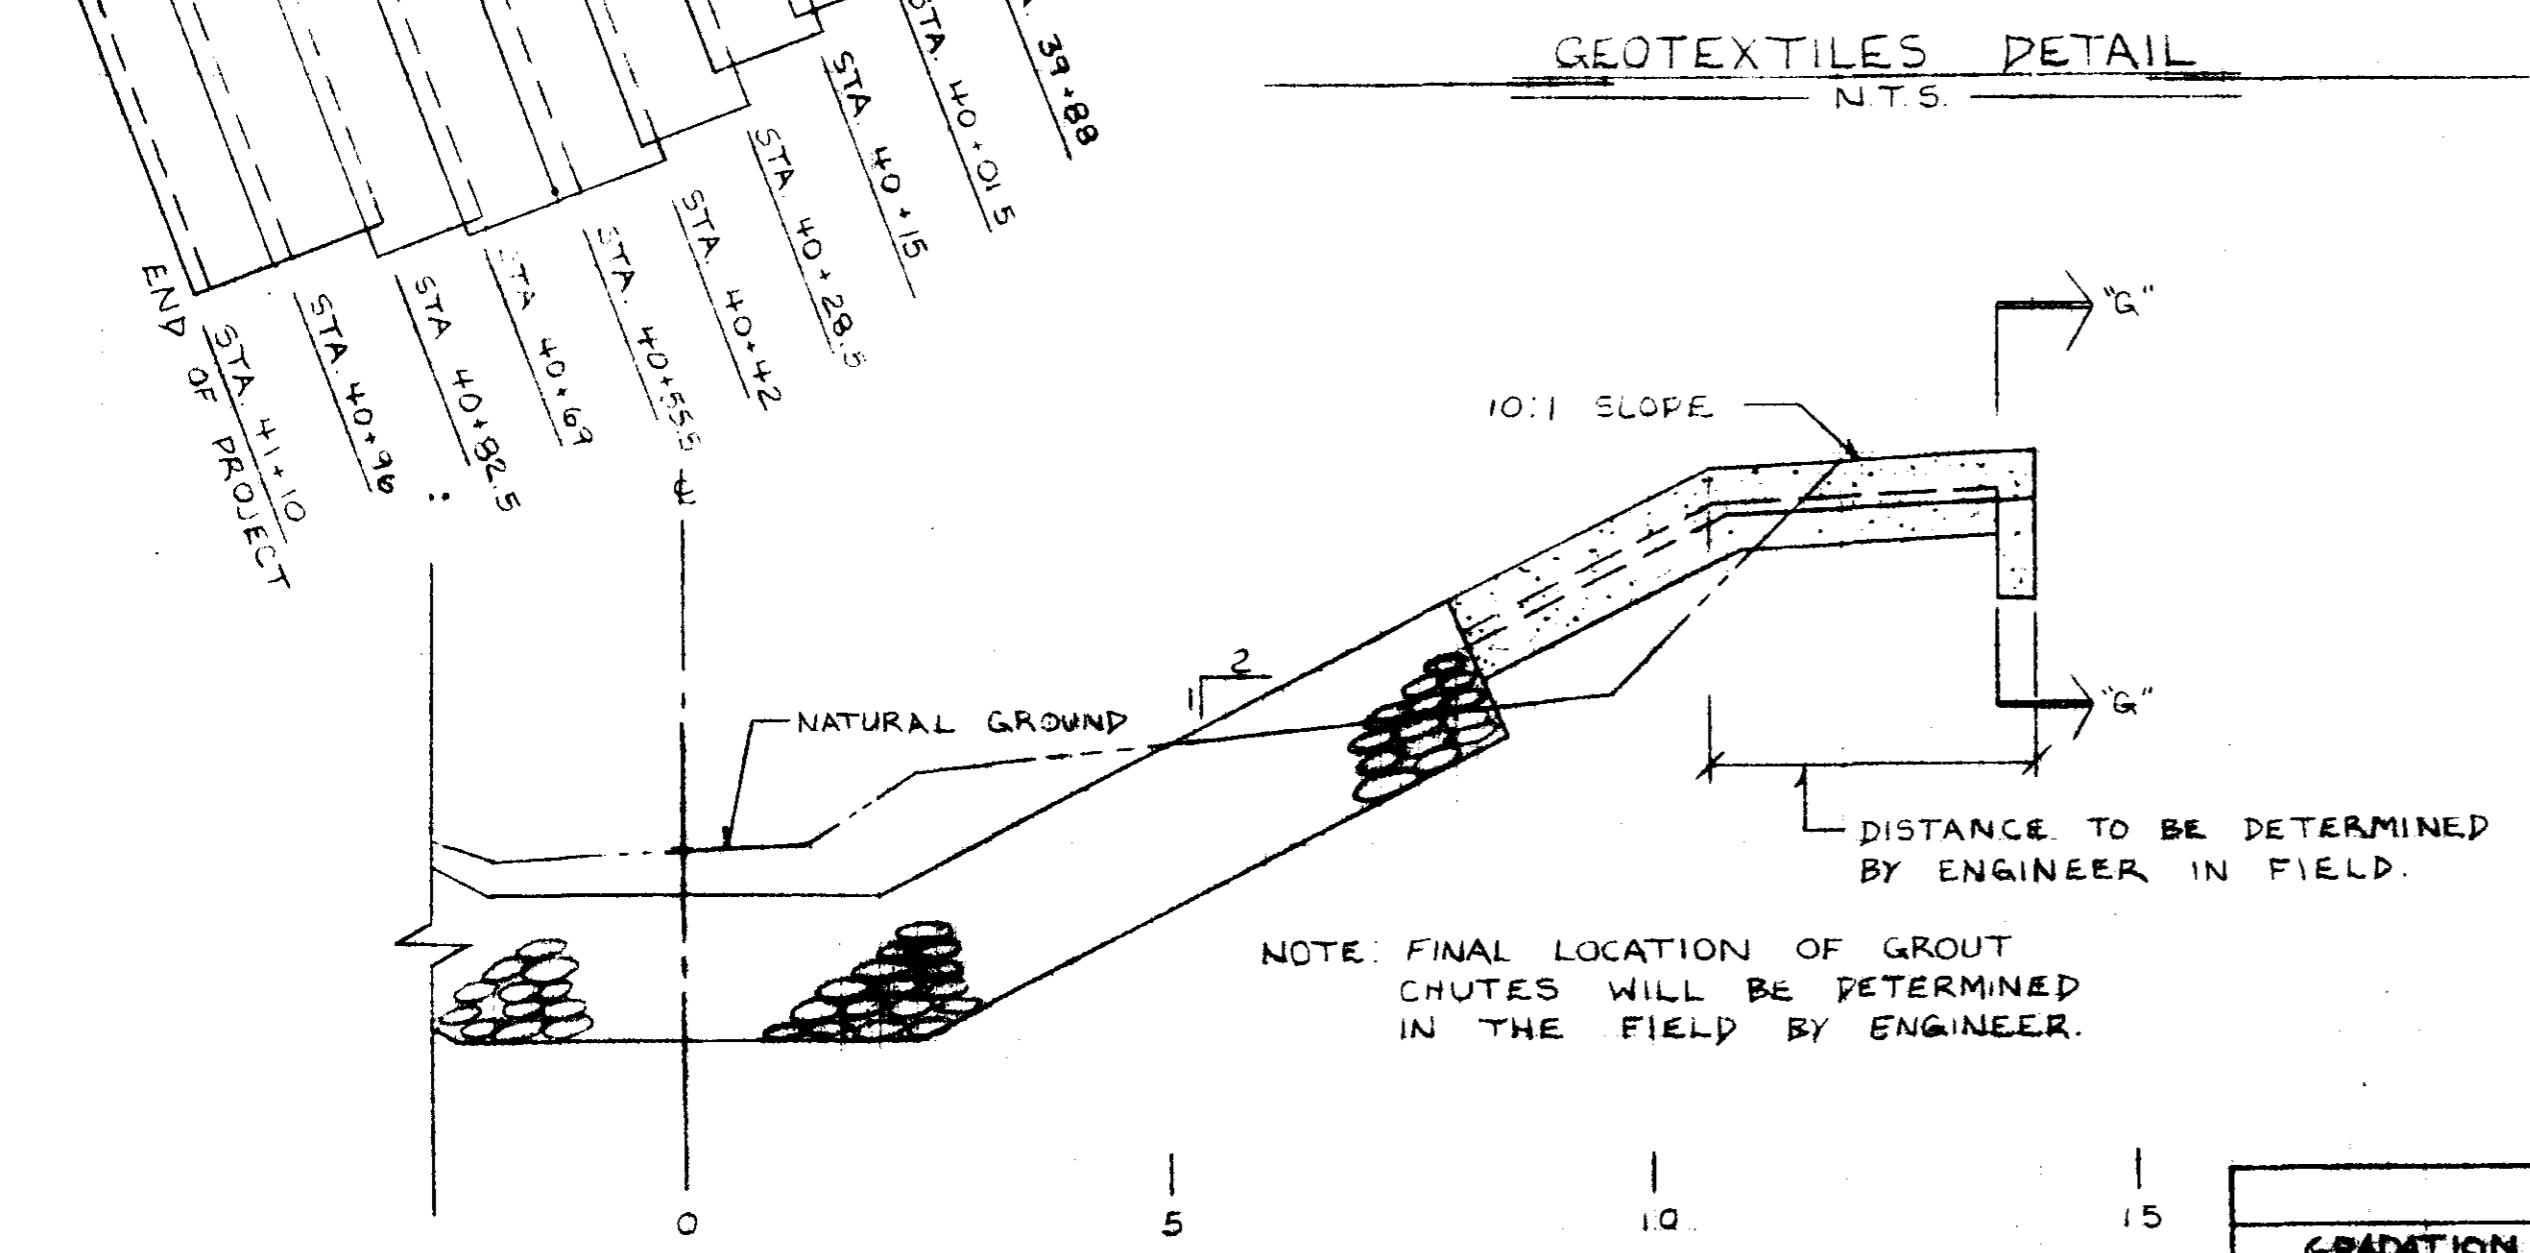 GEOTEXTILES DETAIL
N.T.S.
39+88
STA. 40+01 5
STA. 40+15
STA. 40+28.5
STA. 40+42
STA. 40+55.5
STA 40+69
STA 40+82.5
STA. 40+96
STA. 41+10
END OF PROJECT
℄
"G"
10:1 SLOPE
2
1
NATURAL GROUND
"G"
DISTANCE TO BE DETERMINED
BY ENGINEER IN FIELD.
NOTE: FINAL LOCATION OF GROUT
CHUTES WILL BE DETERMINED
IN THE FIELD BY ENGINEER.
0 5 10 15
GRADATION